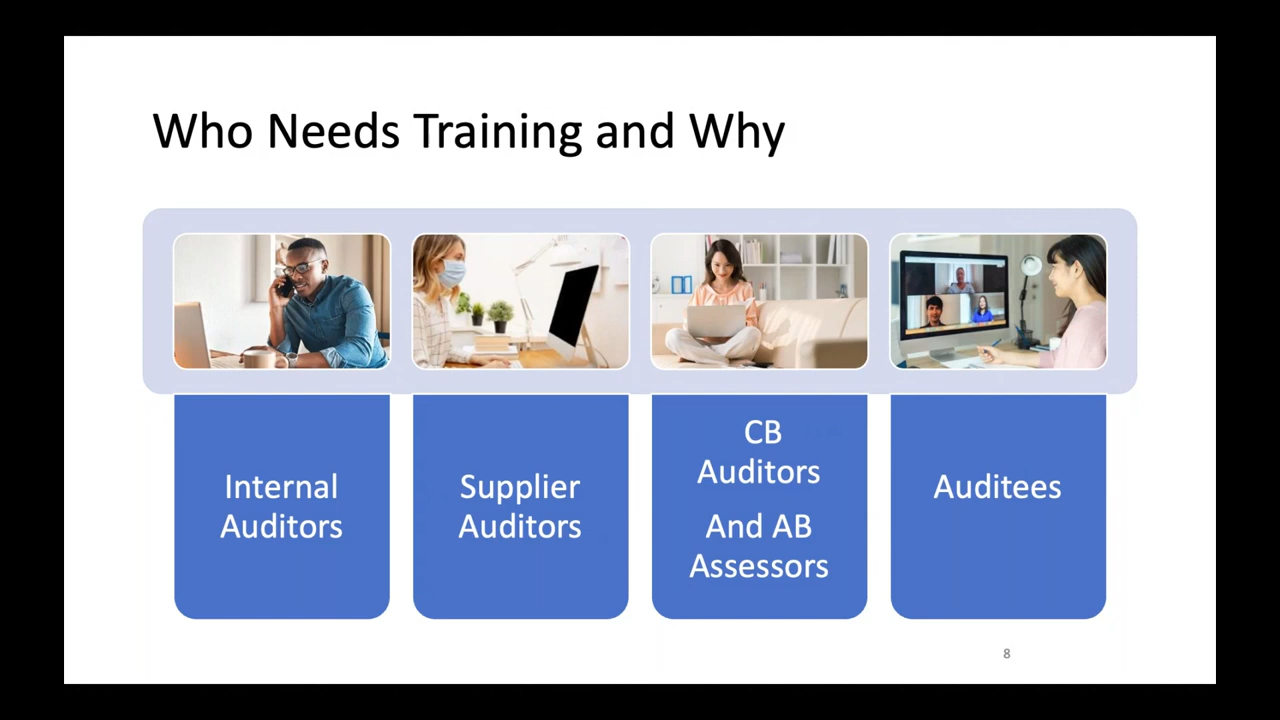 Who Needs Training and Why
Internal
Auditors
Supplier
Auditors
CB
Auditors
And AB
Assessors
Auditees
8